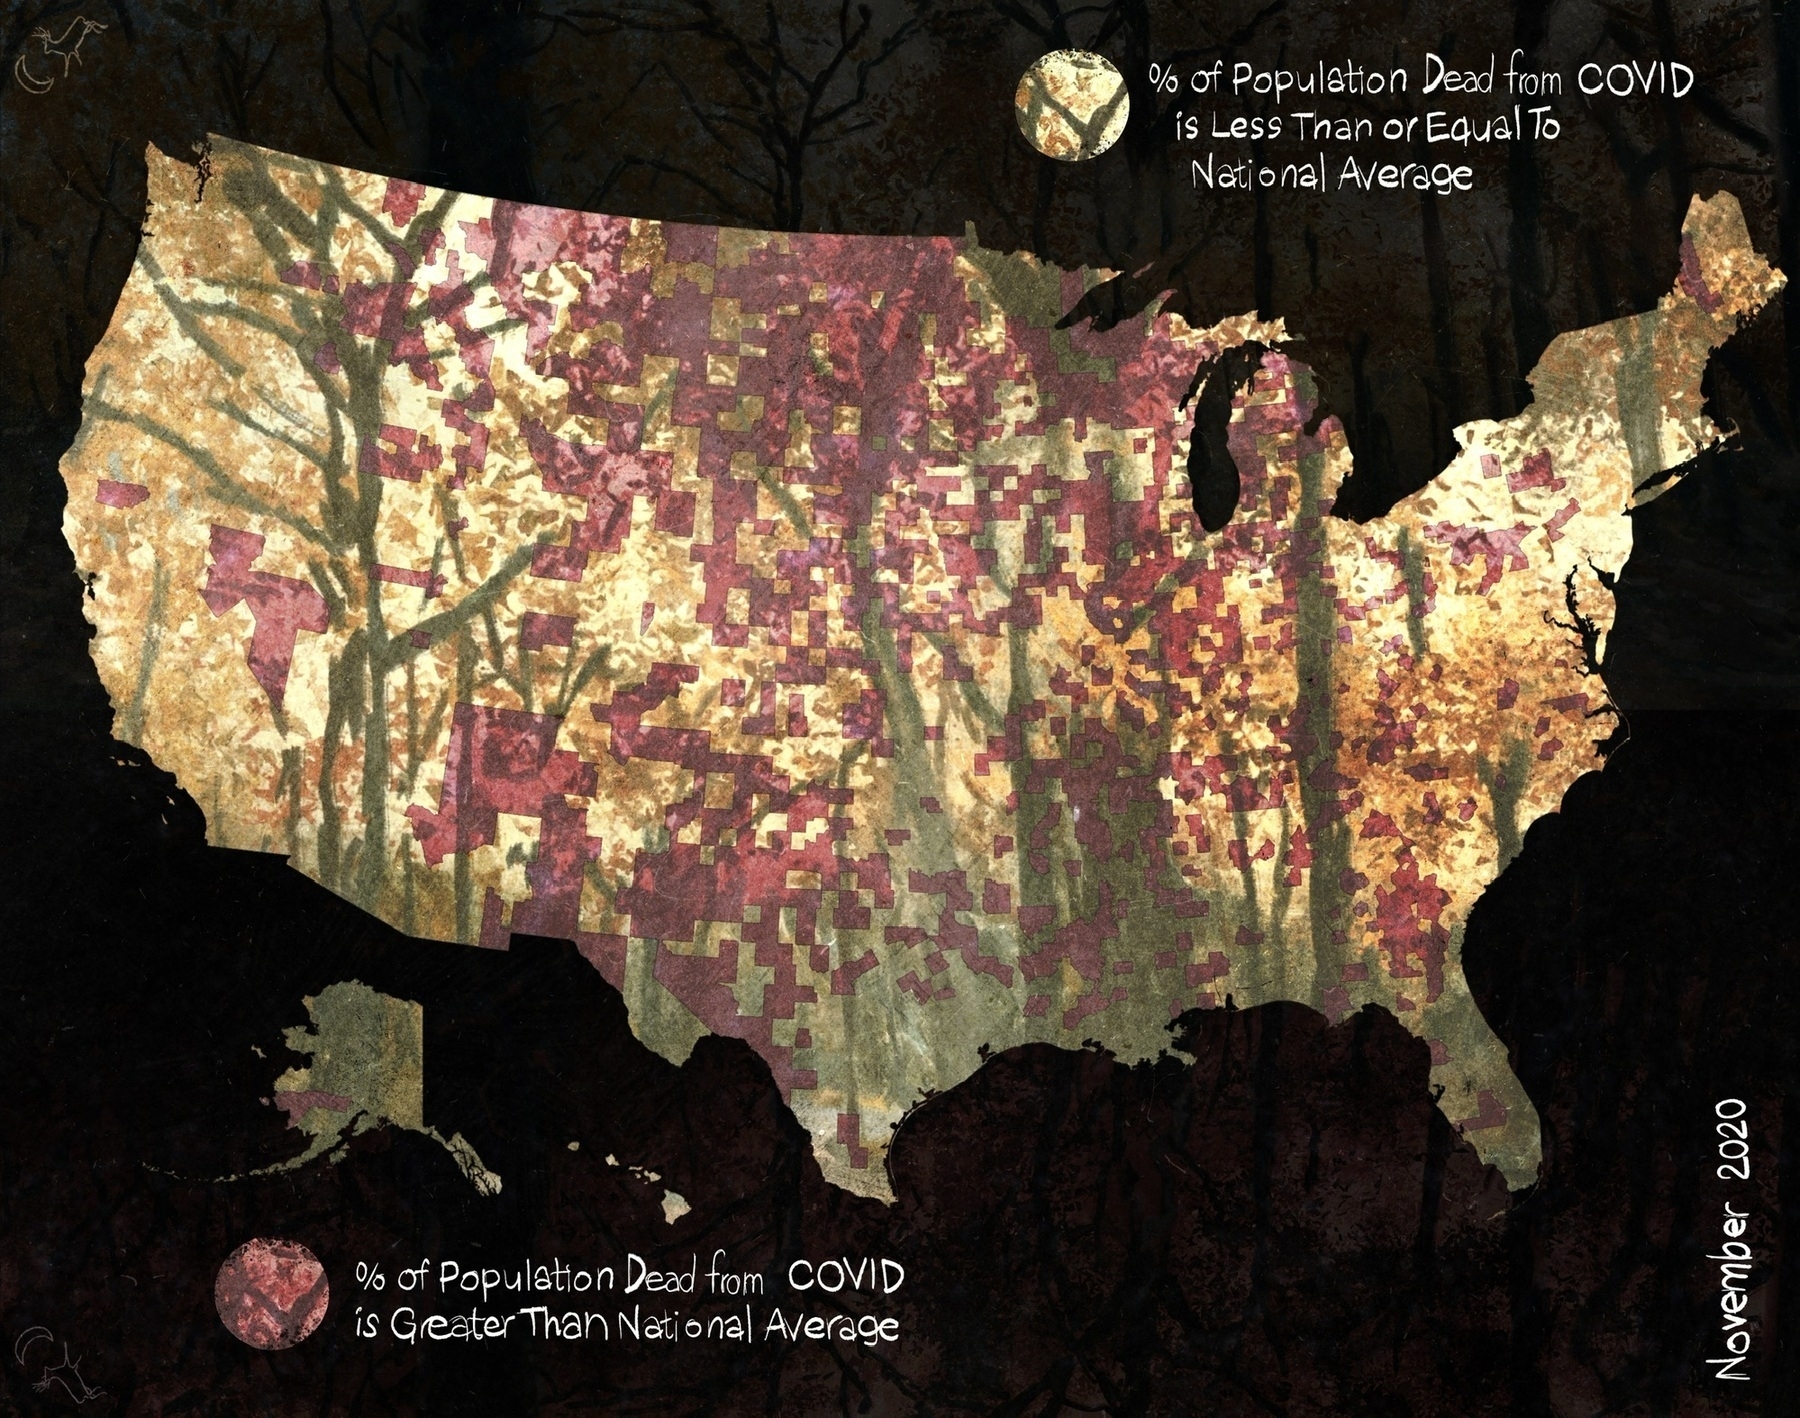 % of Population Dead from COVID
is Less Than or Equal To
National Average
% of Population Dead from COVID
is Greater Than National Average
November 2020